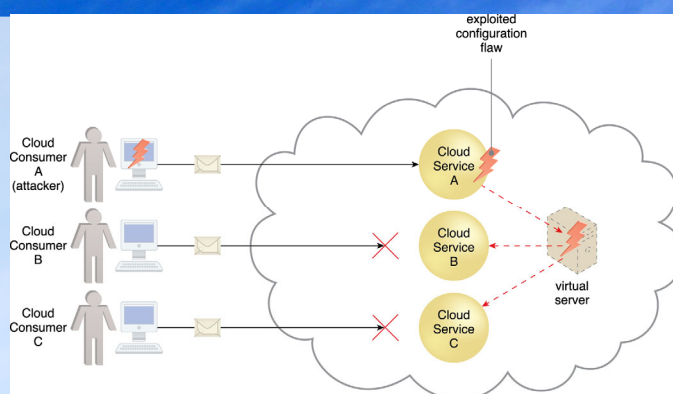 exploited
configuration
flaw
Cloud
Consumer
A
(attacker)
Cloud
Service
A
Cloud
Consumer
B
Cloud
Service
B
virtual
server
Cloud
Consumer
C
Cloud
Service
C